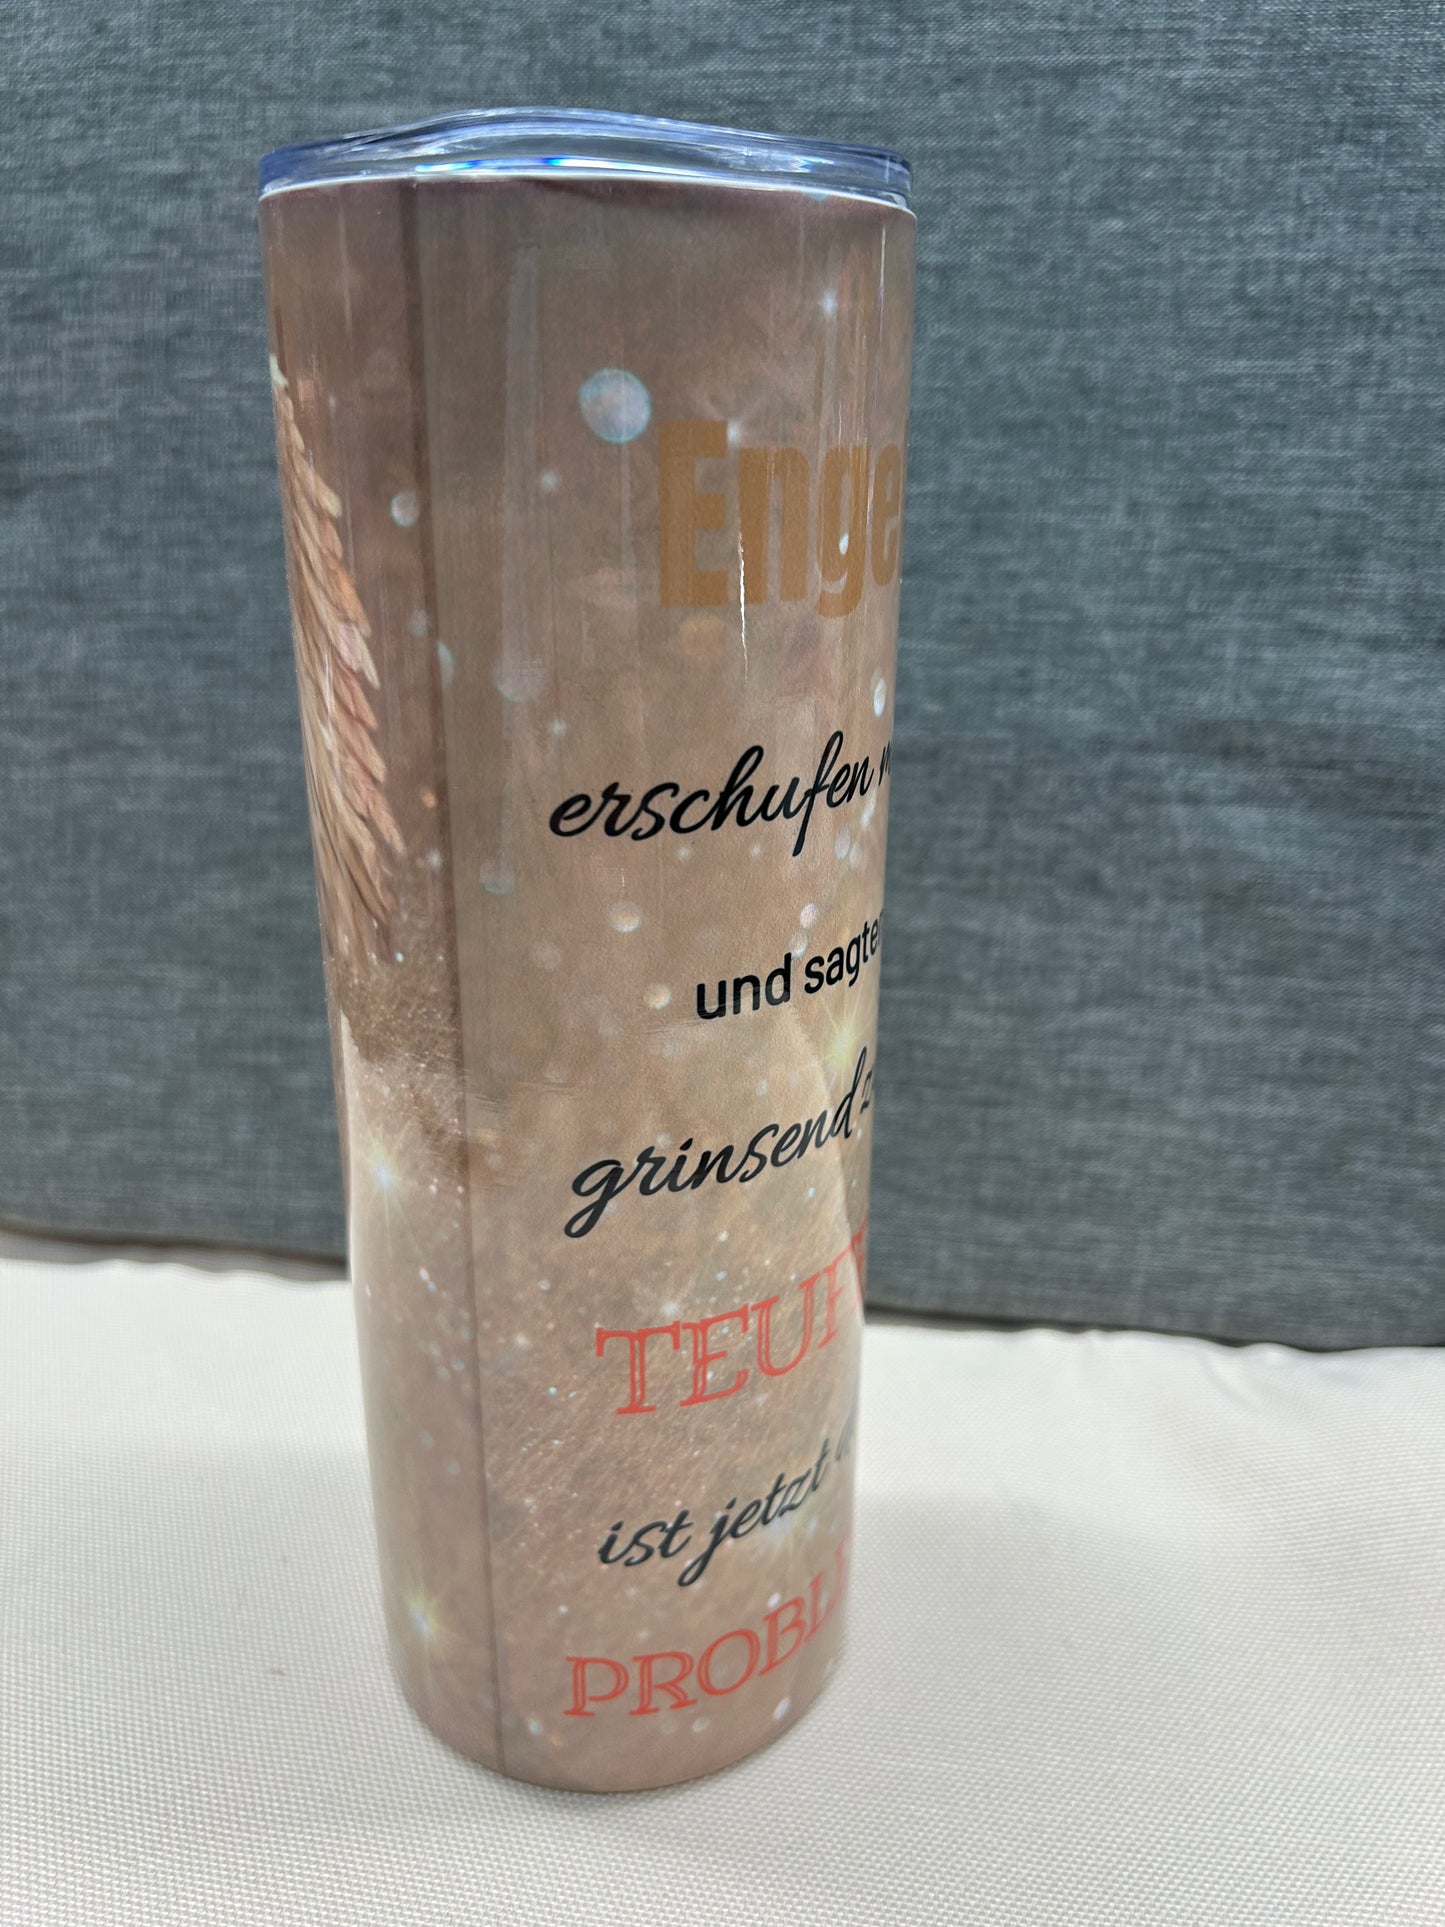 Enge
erschufen
und sagte
grinsend
TEUF
ist jetzt
PROBL